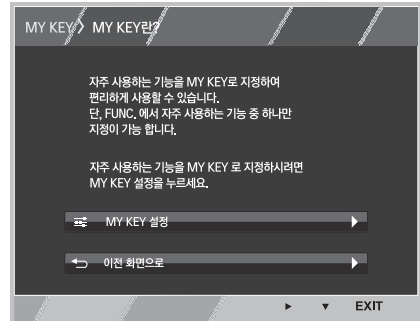 MY KEY 〉 MY KEY란?
자주 사용하는 기능을 MY KEY로 지정하여
편리하게 사용할 수 있습니다.
단, FUNC. 에서 자주 사용하는 기능 중 하나만
지정이 가능 합니다.
자주 사용하는 기능을 MY KEY 로 지정하시려면
MY KEY 설정을 누르세요.
MY KEY 설정
이전 화면으로
EXIT